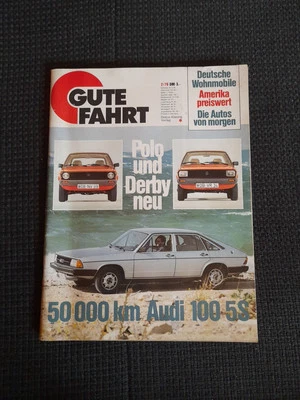 GUTE
FAHRT
Deutsche
Wohnmobile
Amerika
preiswert
Die Autos
von morgen
Polo
und
Derby
neu
50 000 km Audi 100 5S